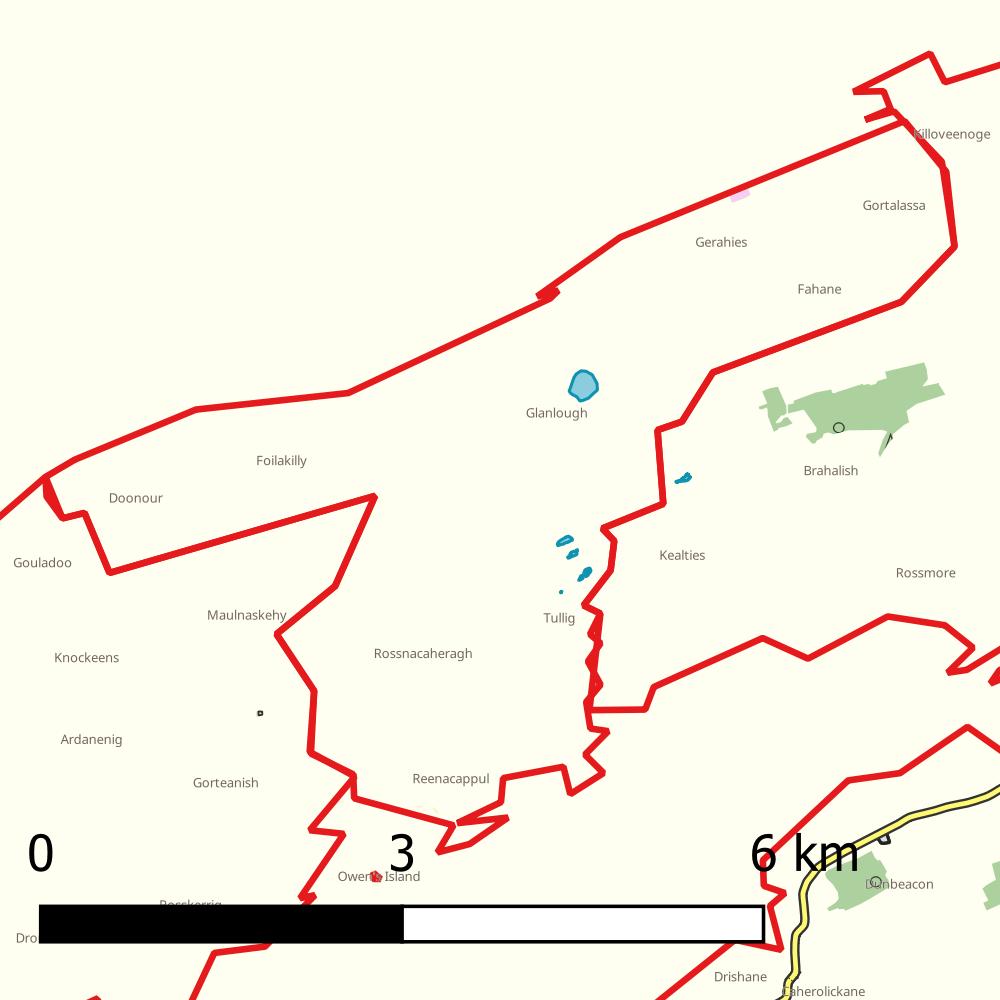 Killoveenoge
Gortalassa
Gerahies
Fahane
Glanlough
Foilakilly
Brahalish
Doonour
Kealties
Gouladoo
Rossmore
Maulnaskehy
Tullig
Rossnacaheragh
Knockeens
Ardanenig
Reenacappul
Gorteanish
0 3 6 km
Owen's Island
Dunbeacon
Rosskerrig
Dro
Drishane
Caherolickane